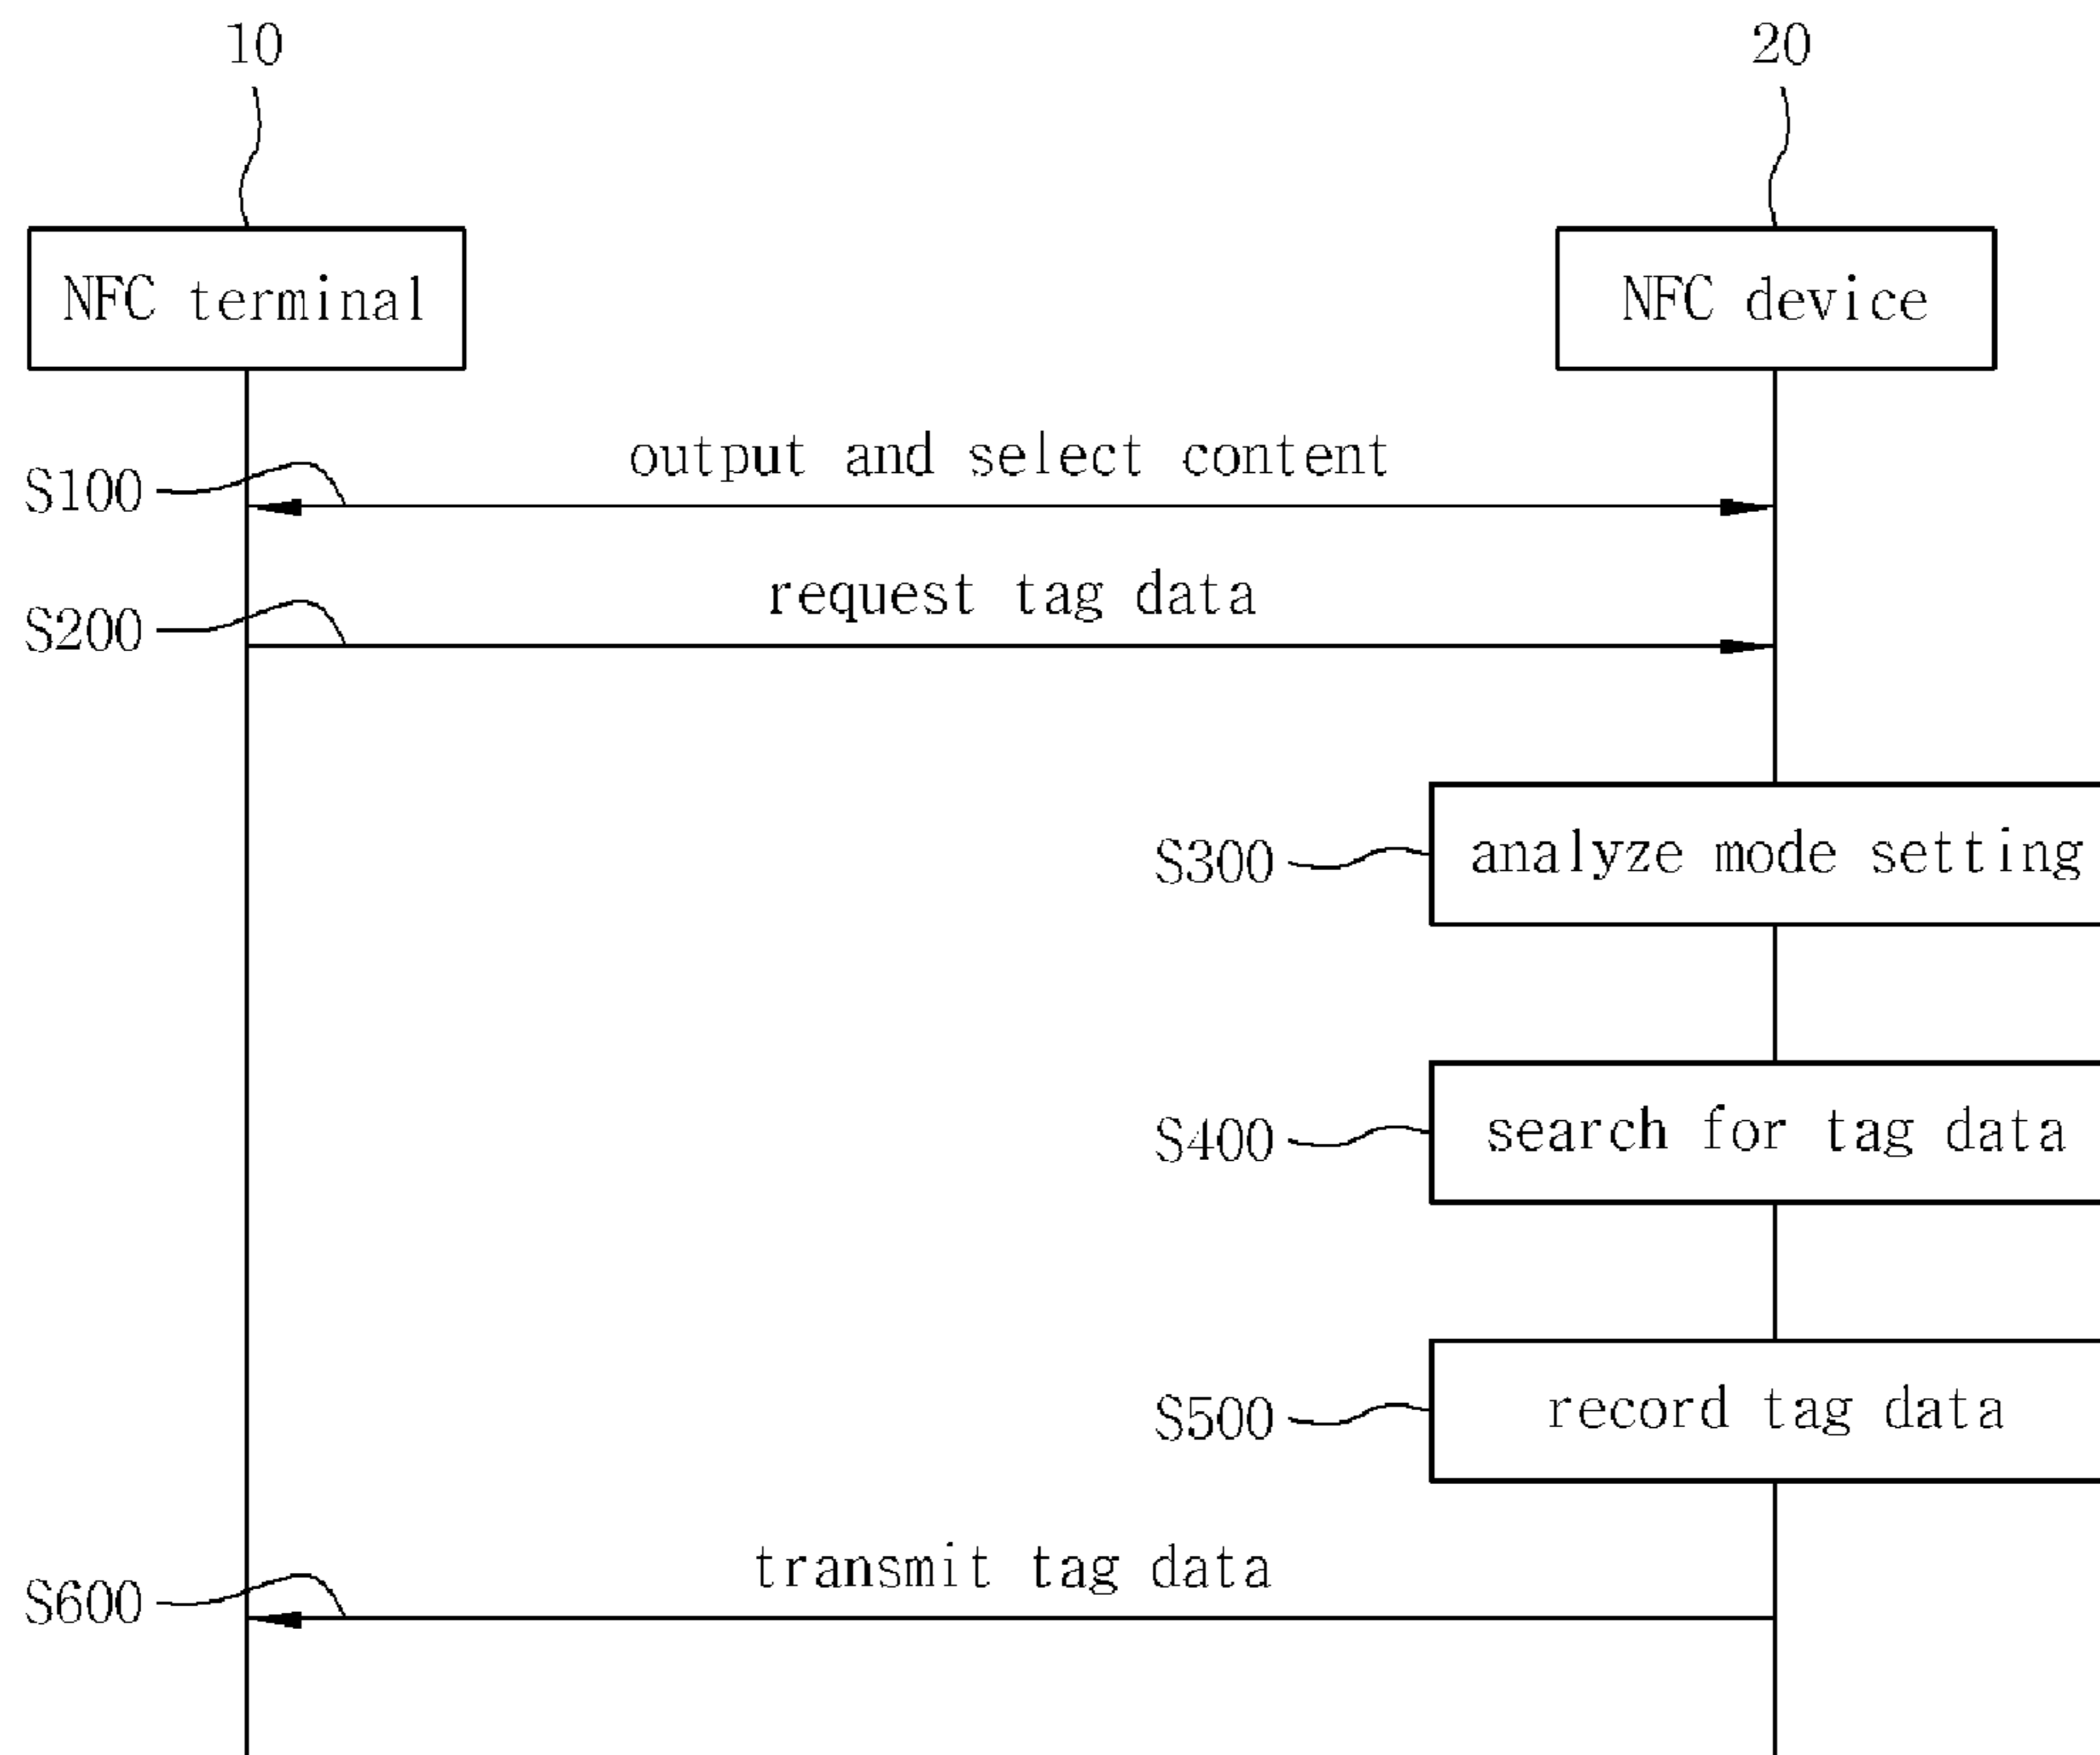 10
20
NFC terminal
NFC device
S100
output and select content
S200
request tag data
S300
analyze mode setting
S400
search for tag data
S500
record tag data
S600
transmit tag data